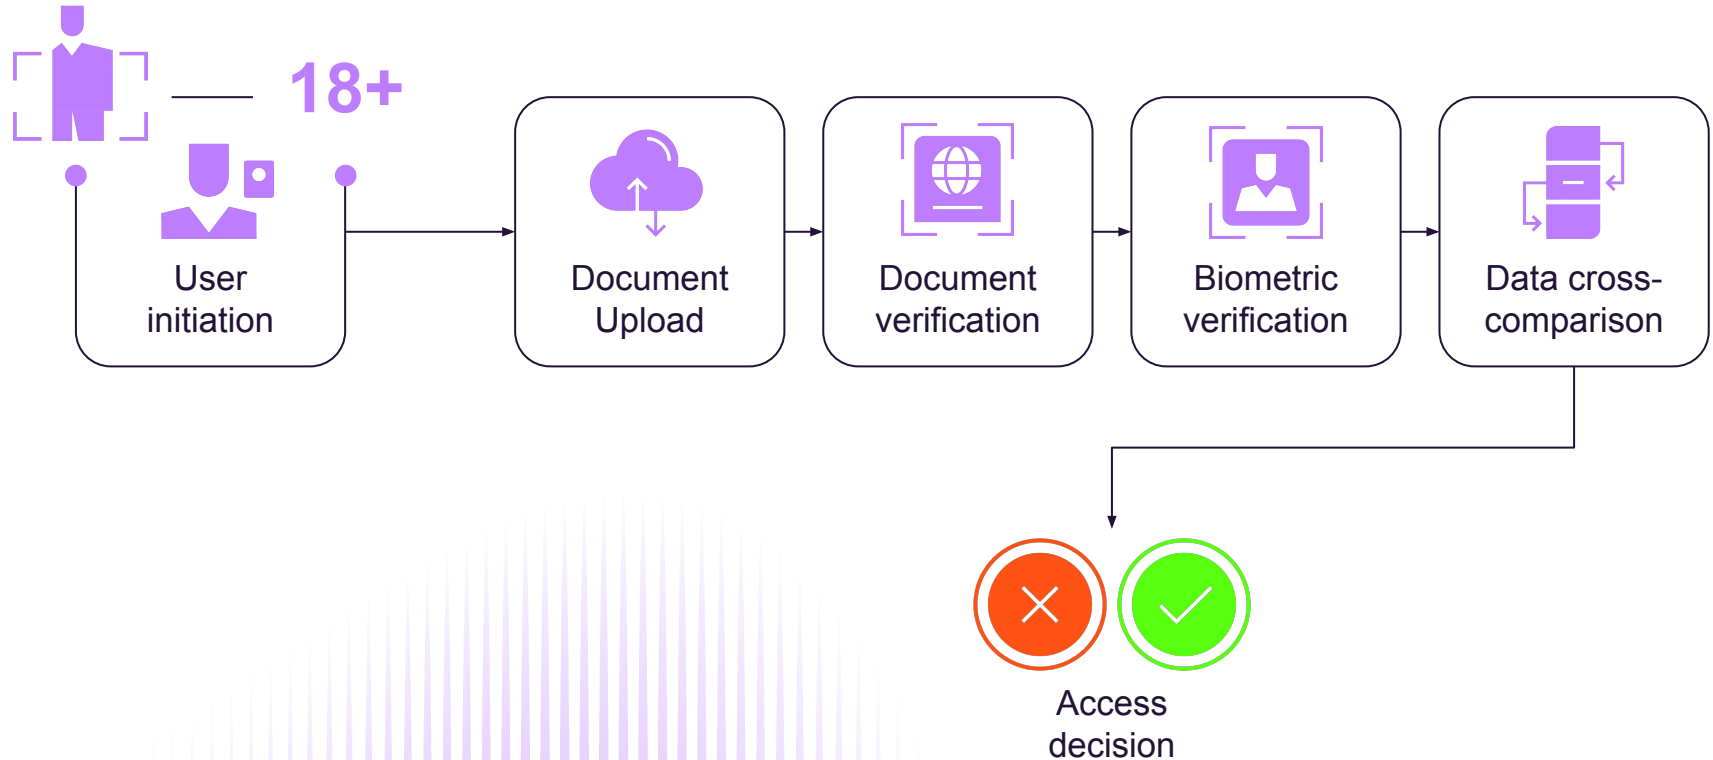 18+
User
initiation
Document
Upload
Document
verification
Biometric
verification
Data cross-
comparison
Access
decision